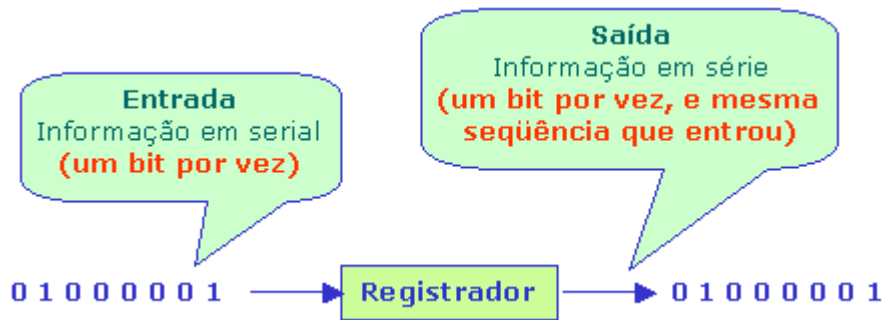 Entrada
Informação em serial
(um bit por vez)
Saída
Informação em série
(um bit por vez, e mesma
seqüência que entrou)
0 1 0 0 0 0 0 1
Registrador
0 1 0 0 0 0 0 1